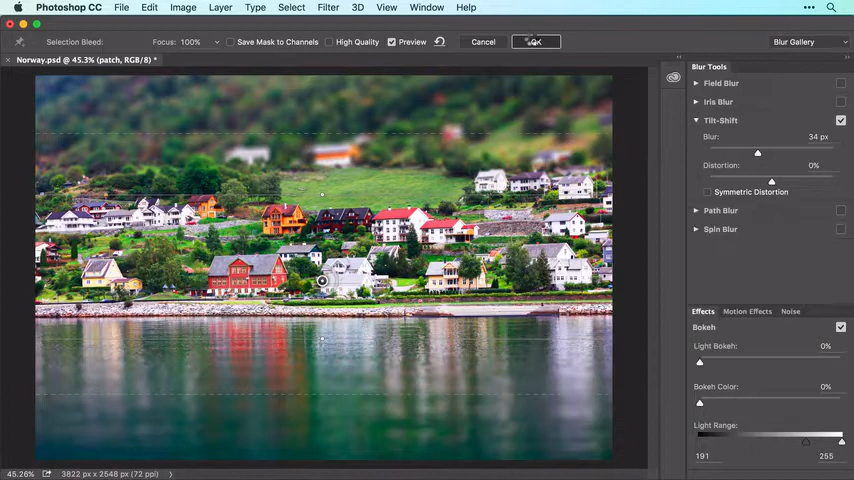 Photoshop CC File Edit Image Layer Type Select Filter 3D View Window Help
Selection Bleed: Focus: 100% Save Mask to Channels High Quality Preview Cancel OK Blur Gallery
Norway.psd @ 45.3% (patch, RGB/8) *
Blur Tools
Field Blur
Iris Blur
Tilt-Shift
Blur: 34 px
Distortion: 0%
Symmetric Distortion
Path Blur
Spin Blur
Effects Motion Effects Noise
Bokeh
Light Bokeh: 0%
Bokeh Color: 0%
Light Range:
191 255
45.26% 3822 px x 2548 px (72 ppi)